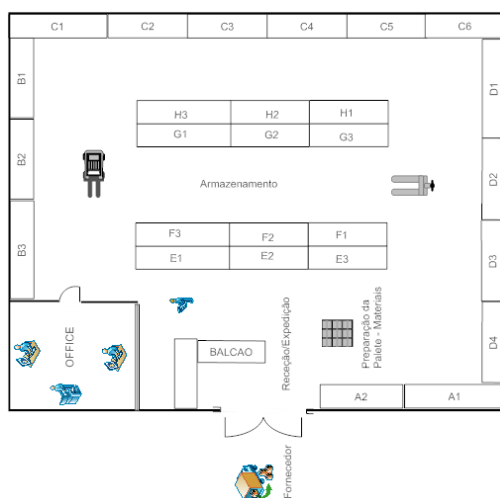 C1 C2 C3 C4 C5 C6
B1
B2
B3
D1
D2
D3
D4
H3 H2 H1
G1 G2 G3
Armazenamento
F3 F2 F1
E1 E2 E3
OFFICE
BALCAO
Receção/Expedição
Preparação da
Palete - Materiais
A2 A1
Fornecedor